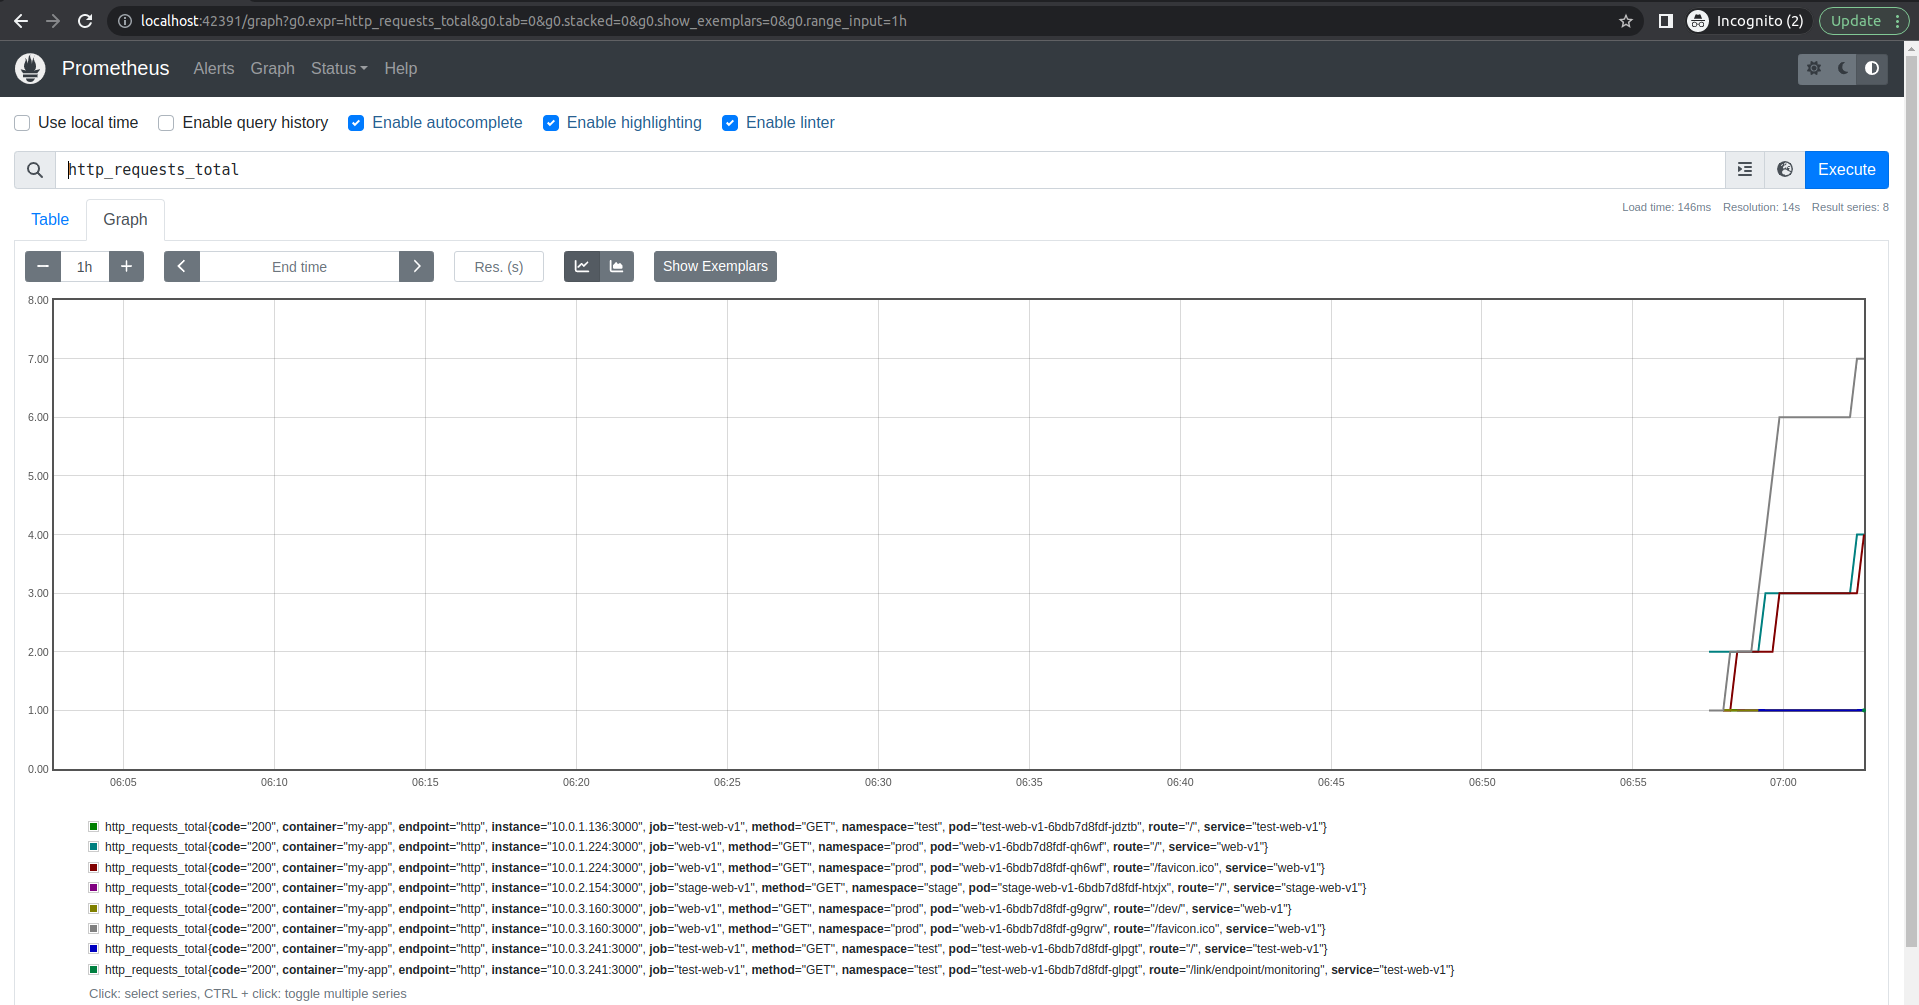 localhost:42391/graph?g0.expr=http_requests_total&g0.tab=0&g0.stacked=0&g0.show_exemplars=0&g0.range_input=1h
Incognito (2)
Update
Prometheus Alerts Graph Status Help
Use local time Enable query history Enable autocomplete Enable highlighting Enable linter
http_requests_total
Execute
Table Graph
Load time: 146ms Resolution: 14s Result series: 8
1h End time Res. (s) Show Exemplars
8.00
7.00
6.00
5.00
4.00
3.00
2.00
1.00
0.00
06:05 06:10 06:15 06:20 06:25 06:30 06:35 06:40 06:45 06:50 06:55 07:00
http_requests_total{code="200", container="my-app", endpoint="http", instance="10.0.1.136:3000", job="test-web-v1", method="GET", namespace="test", pod="test-web-v1-6bdb7d8fdf-jdztb", route="/", service="test-web-v1"}
http_requests_total{code="200", container="my-app", endpoint="http", instance="10.0.1.224:3000", job="web-v1", method="GET", namespace="prod", pod="web-v1-6bdb7d8fdf-qh6wf", route="/", service="web-v1"}
http_requests_total{code="200", container="my-app", endpoint="http", instance="10.0.1.224:3000", job="web-v1", method="GET", namespace="prod", pod="web-v1-6bdb7d8fdf-qh6wf", route="/favicon.ico", service="web-v1"}
http_requests_total{code="200", container="my-app", endpoint="http", instance="10.0.2.154:3000", job="stage-web-v1", method="GET", namespace="stage", pod="stage-web-v1-6bdb7d8fdf-htxjx", route="/", service="stage-web-v1"}
http_requests_total{code="200", container="my-app", endpoint="http", instance="10.0.3.160:3000", job="web-v1", method="GET", namespace="prod", pod="web-v1-6bdb7d8fdf-g9grw", route="/dev/", service="web-v1"}
http_requests_total{code="200", container="my-app", endpoint="http", instance="10.0.3.160:3000", job="web-v1", method="GET", namespace="prod", pod="web-v1-6bdb7d8fdf-g9grw", route="/favicon.ico", service="web-v1"}
http_requests_total{code="200", container="my-app", endpoint="http", instance="10.0.3.241:3000", job="test-web-v1", method="GET", namespace="test", pod="test-web-v1-6bdb7d8fdf-glpgt", route="/", service="test-web-v1"}
http_requests_total{code="200", container="my-app", endpoint="http", instance="10.0.3.241:3000", job="test-web-v1", method="GET", namespace="test", pod="test-web-v1-6bdb7d8fdf-glpgt", route="/link/endpoint/monitoring", service="test-web-v1"}
Click: select series, CTRL + click: toggle multiple series